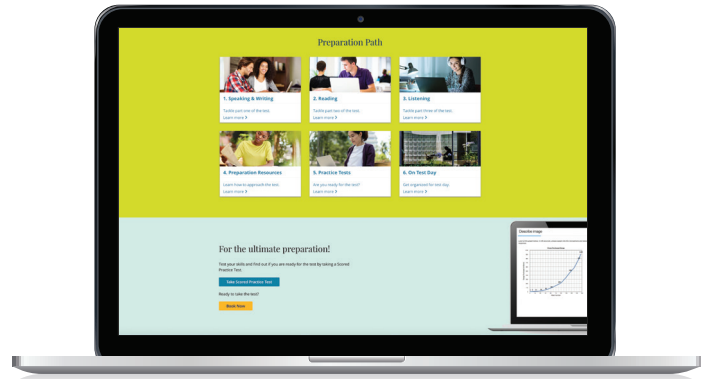 Preparation Path
1. Speaking & Writing
Tackle part one of the test.
Learn more >
2. Reading
Tackle part two of the test.
Learn more >
3. Listening
Tackle part three of the test.
Learn more >
4. Preparation Resources
Learn how to approach the test
Learn more >
5. Practice Tests
Are you ready for the test?
Learn more >
6. On Test Day
Get organised for test day
Learn more >
For the ultimate preparation!
Test your skills and find out if you are ready
for the test by taking a Scored
Practice Test.
Take Scored Practice Test
Ready to take the test?
Book Now
Describe image